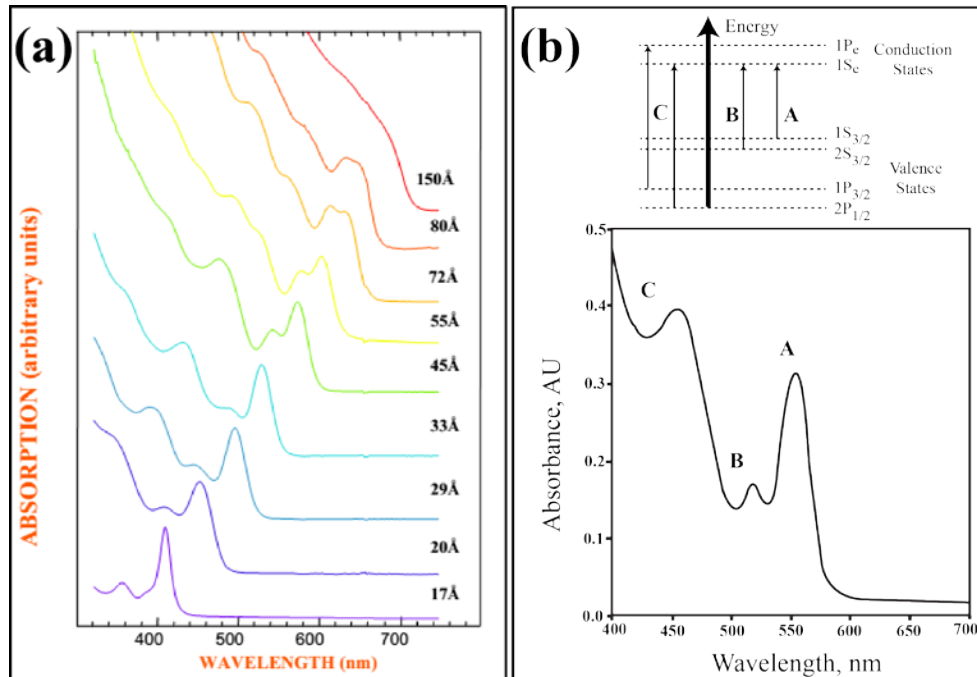 (a)
ABSORPTION (arbitrary units)
150Å
80Å
72Å
55Å
45Å
33Å
29Å
20Å
17Å
400 500 600 700
WAVELENGTH (nm)
(b)
Energy
1Pe Conduction
1Se States
C B A
1S3/2
2S3/2 Valence
1P3/2 States
2P1/2
Absorbance, AU
0.5
0.4
0.3
0.2
0.1
0.0
C
A
B
400 450 500 550 600 650 700
Wavelength, nm